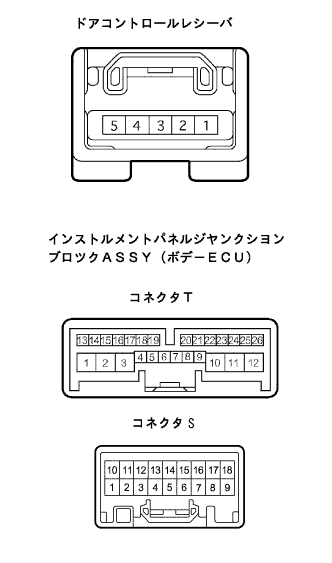 ドアコントロールレシーバ
5 4 3 2 1
インストルメントパネルジャンクション
ブロックASSY（ボデーECU）
コネクタT
13 14 15 16 17 18 19 20 21 22 23 24 25 26
1 2 3 4 5 6 7 8 9 10 11 12
コネクタS
10 11 12 13 14 15 16 17 18
1 2 3 4 5 6 7 8 9